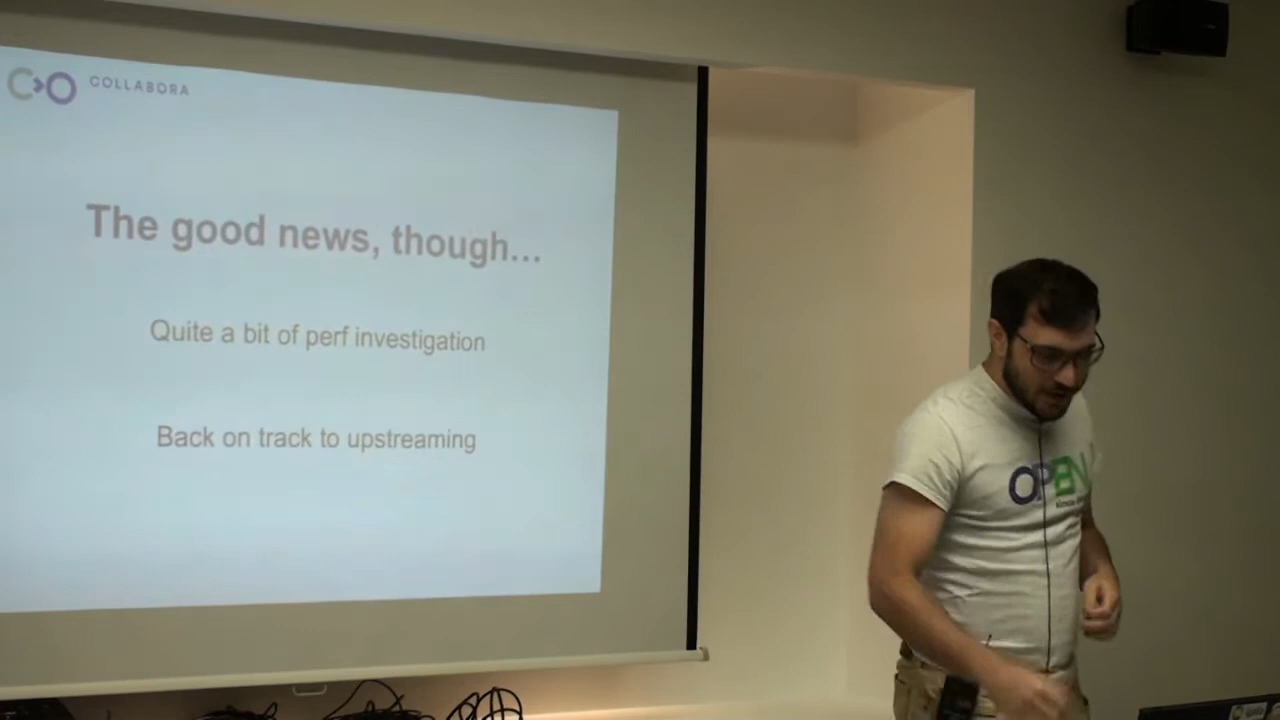 COLLABORA
The good news, though...
Quite a bit of perf investigation
Back on track to upstreaming
OPEN